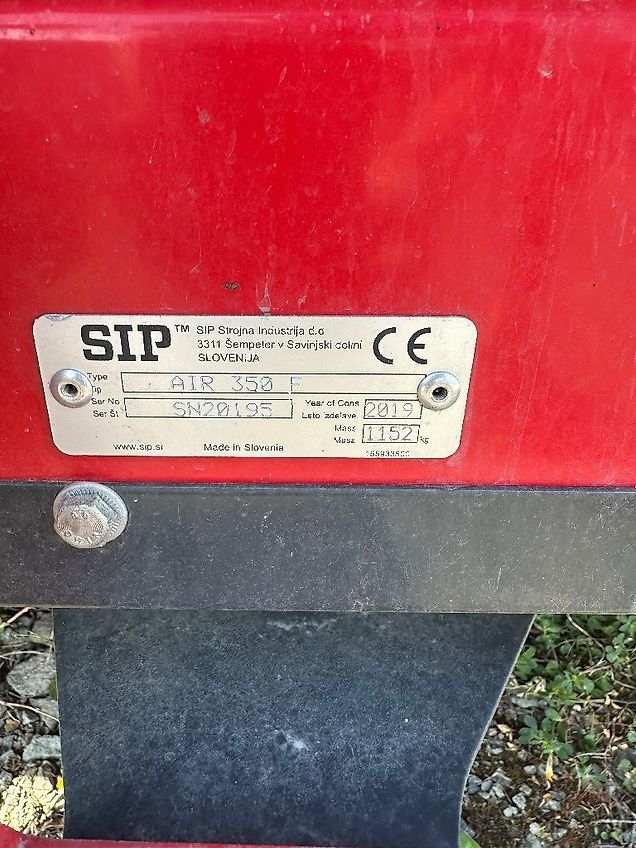 SIP™ SIP Strojna Industrija d.o
3311 Šempeter v Savinjski dolini
SLOVENIJA
CE
Type
Tip
AIR 350 F
Ser No
Ser Št
SN20195
Year of Cons
Leto izdelave
2019
Mass
Masa
1152 kg
www.sip.si
Made in Slovenia